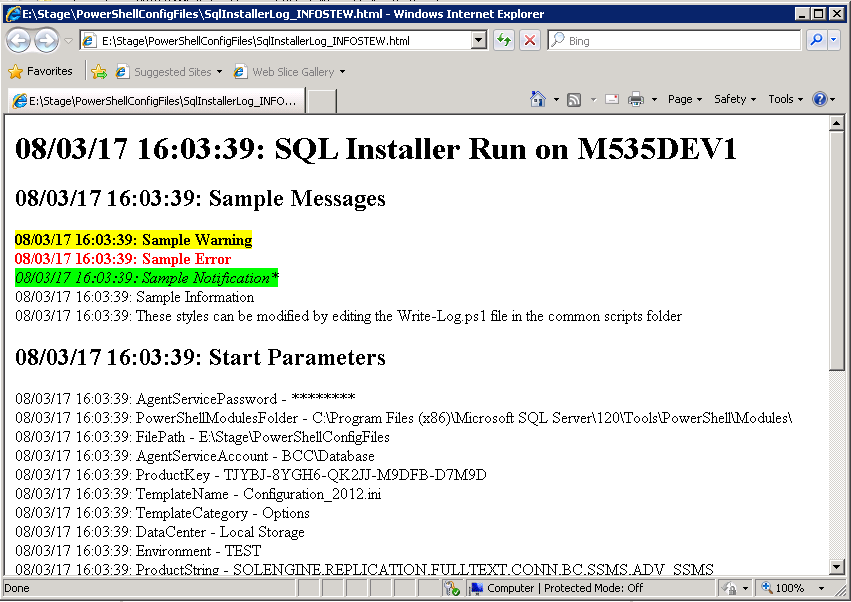 E:\Stage\PowerShellConfigFiles\SqlInstallerLog_INFOSTEW.html - Windows Internet Explorer
E:\Stage\PowerShellConfigFiles\SqlInstallerLog_INFOSTEW.html
Bing
Favorites
Suggested Sites
Web Slice Gallery
E:\Stage\PowerShellConfigFiles\SqlInstallerLog_INFO...
Page
Safety
Tools
08/03/17 16:03:39: SQL Installer Run on M535DEV1
08/03/17 16:03:39: Sample Messages
08/03/17 16:03:39: Sample Warning
08/03/17 16:03:39: Sample Error
08/03/17 16:03:39: Sample Notification*
08/03/17 16:03:39: Sample Information
08/03/17 16:03:39: These styles can be modified by editing the Write-Log.ps1 file in the common scripts folder
08/03/17 16:03:39: Start Parameters
08/03/17 16:03:39: AgentServicePassword - ********
08/03/17 16:03:39: PowerShellModulesFolder - C:\Program Files (x86)\Microsoft SQL Server\120\Tools\PowerShell\Modules\
08/03/17 16:03:39: FilePath - E:\Stage\PowerShellConfigFiles
08/03/17 16:03:39: AgentServiceAccount - BCC\Database
08/03/17 16:03:39: ProductKey - TJYBJ-8YGH6-QK2JJ-M9DFB-D7M9D
08/03/17 16:03:39: TemplateName - Configuration_2012.ini
08/03/17 16:03:39: TemplateCategory - Options
08/03/17 16:03:39: DataCenter - Local Storage
08/03/17 16:03:39: Environment - TEST
08/03/17 16:03:39: ProductString - SQLENGINE,REPLICATION,FULLTEXT,CONN,BC,SSMS,ADV_SSMS
Done
Computer | Protected Mode: Off
100%